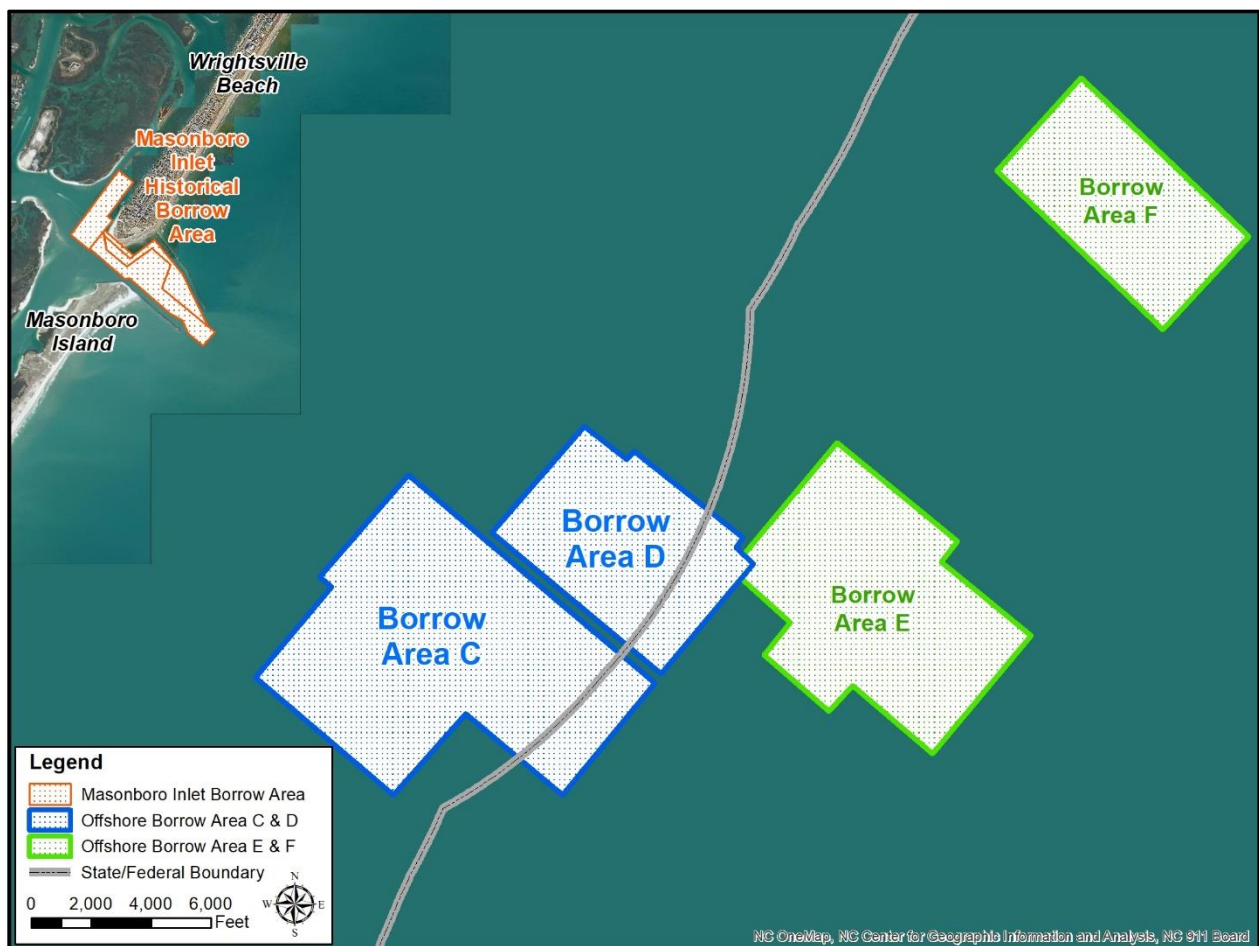 Wrightsville
Beach
Masonboro
Inlet
Historical
Borrow
Area
Masonboro
Island
Borrow
Area F
Borrow
Area D
Borrow
Area C
Borrow
Area E
Legend
Masonboro Inlet Borrow Area
Offshore Borrow Area C & D
Offshore Borrow Area E & F
State/Federal Boundary
0 2,000 4,000 6,000
Feet
N
W E
S
NC OneMap, NC Center for Geographic Information and Analysis, NC 911 Board